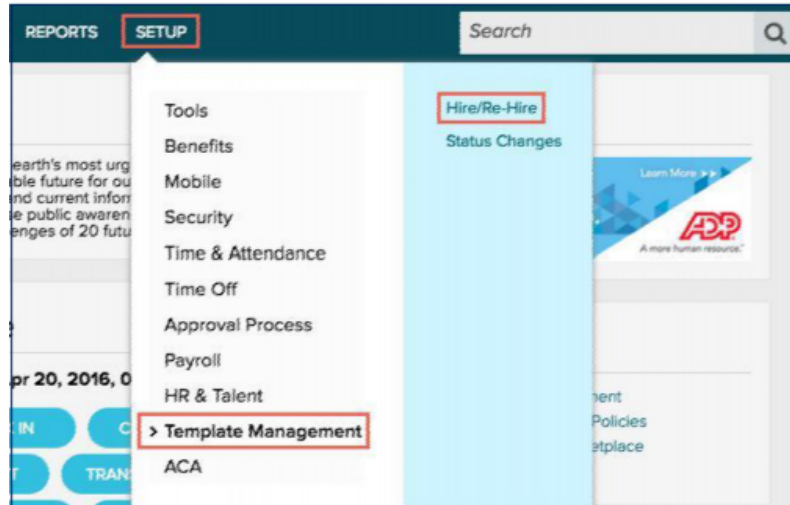 REPORTS SETUP Search
Tools
Benefits
Mobile
Security
Time & Attendance
Time Off
Approval Process
Payroll
HR & Talent
> Template Management
ACA
Hire/Re-Hire
Status Changes
earth's most urg
ble future for ou
nd current inform
e public awaren
enges of 20 futu
Learn More
ADP
A more human resource.
pr 20, 2016, 0
IN C
T TRAN
ent
Policies
etplace